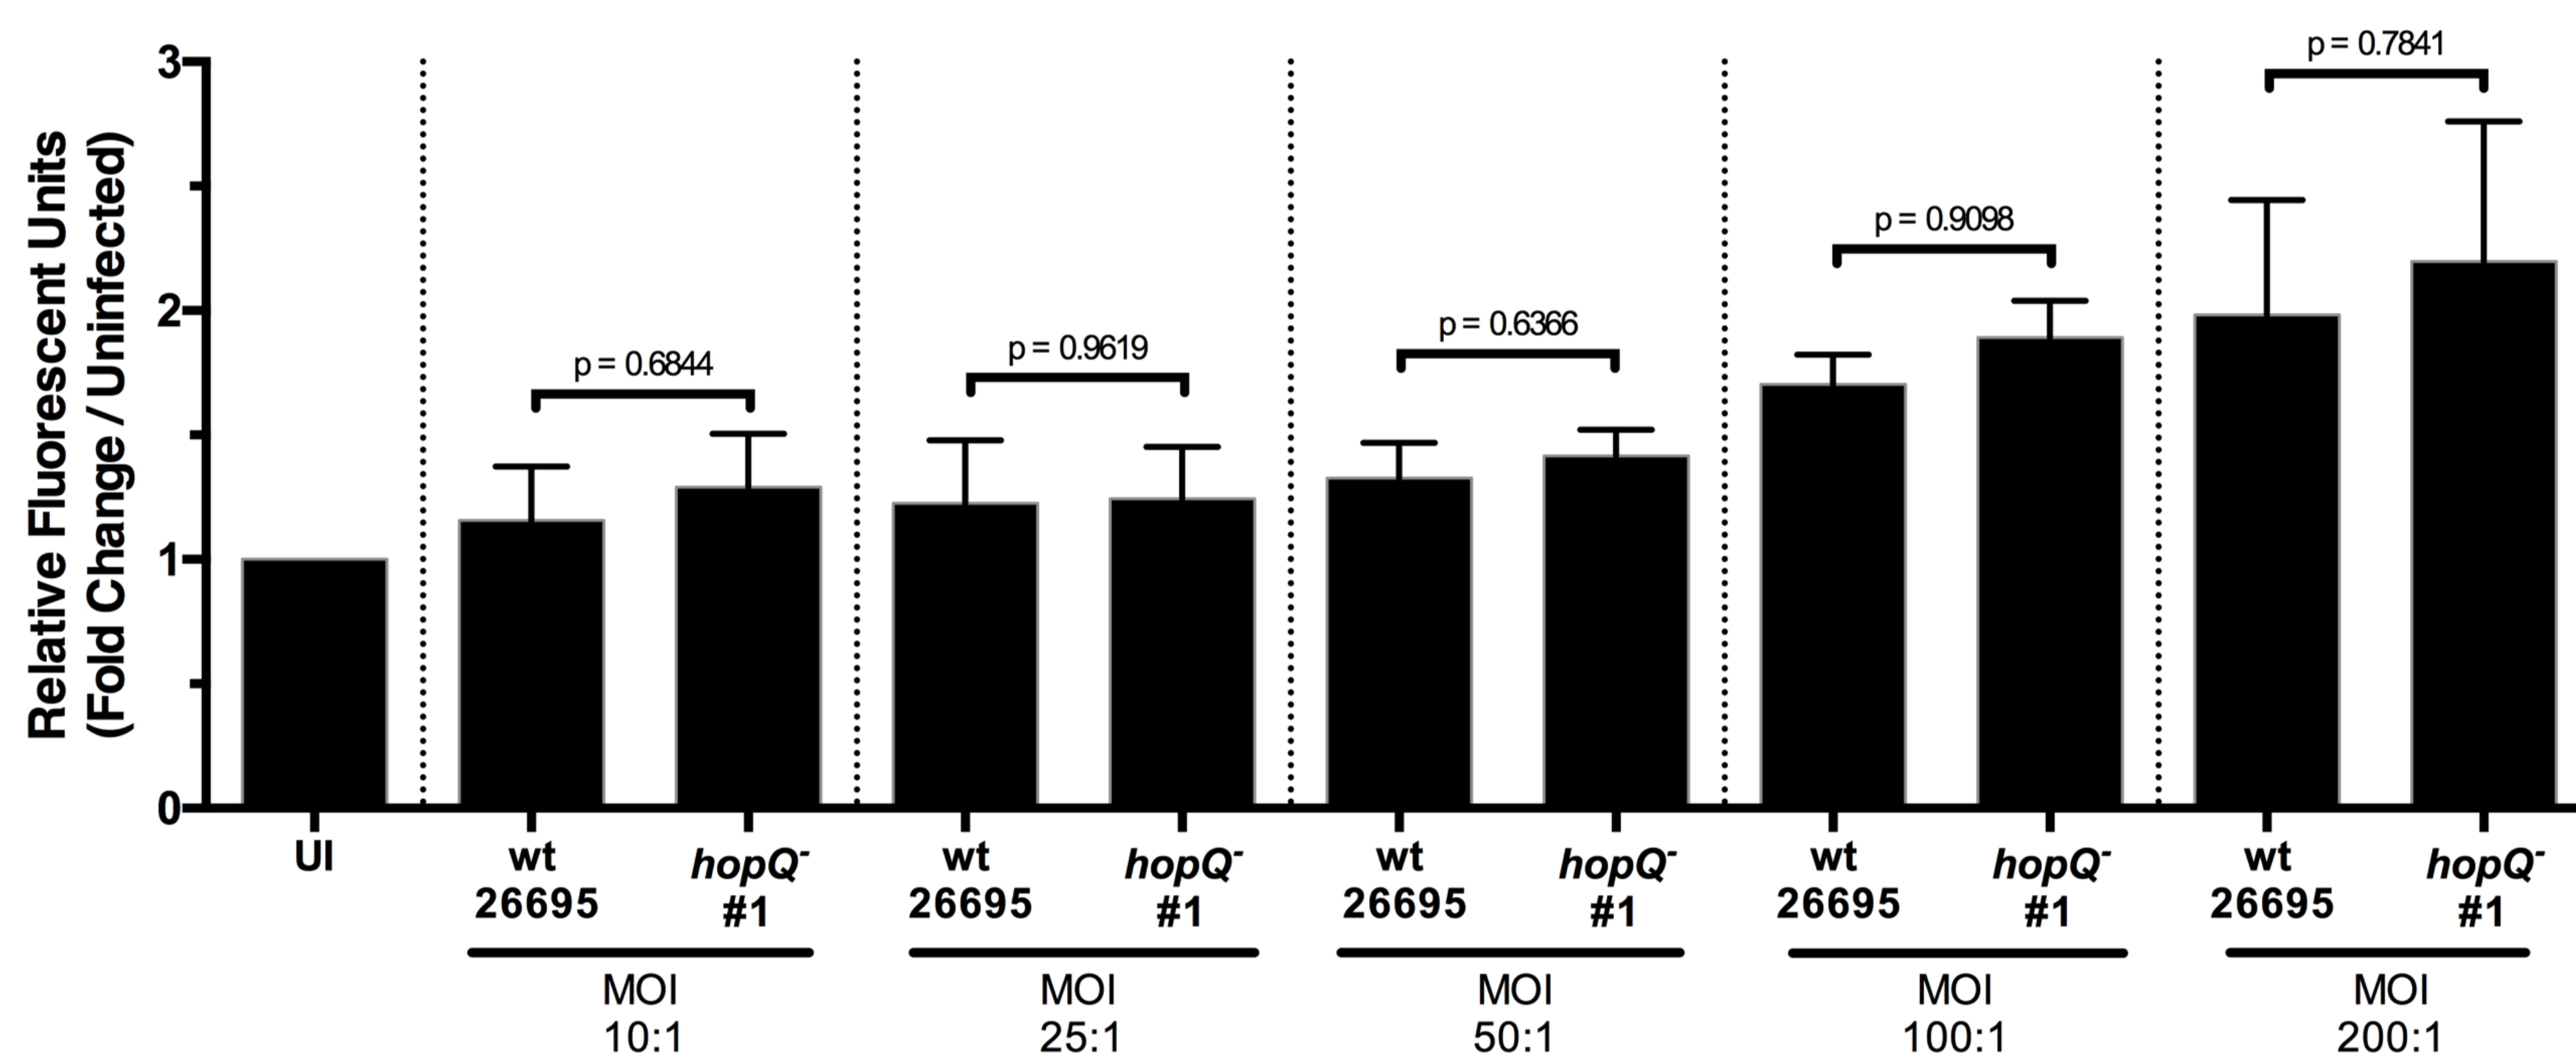 Relative Fluorescent Units
(Fold Change / Uninfected)
3
2
1
0
p = 0.6844
p = 0.9619
p = 0.6366
p = 0.9098
p = 0.7841
UI
wt
26695
hopQ-
#1
wt
26695
hopQ-
#1
wt
26695
hopQ-
#1
wt
26695
hopQ-
#1
wt
26695
hopQ-
#1
MOI
10:1
MOI
25:1
MOI
50:1
MOI
100:1
MOI
200:1